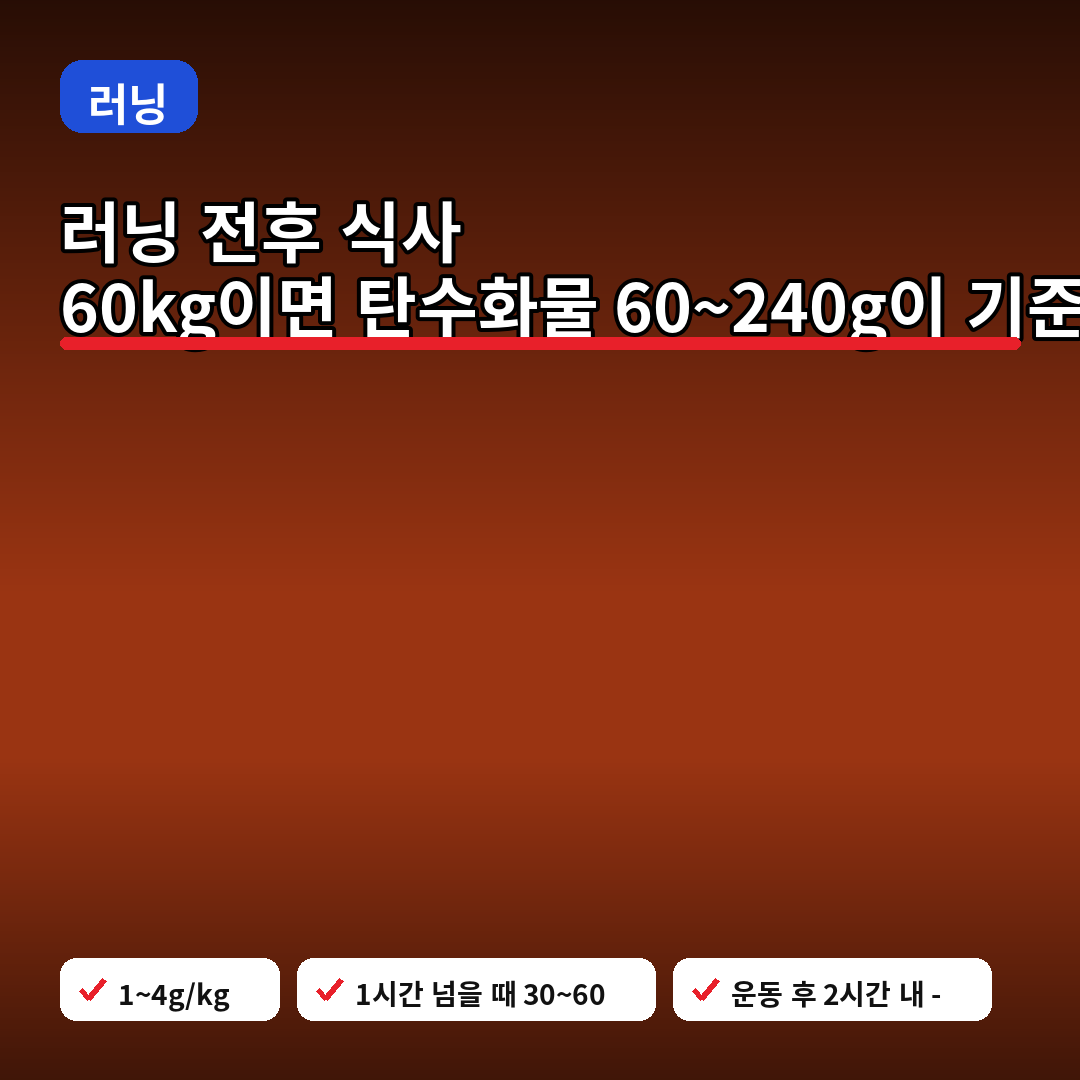 러닝
러닝 전후 식사
60kg이면 탄수화물 60~240g이 기준
1~4g/kg
1시간 넘을 때 30~60
운동 후 2시간 내 -